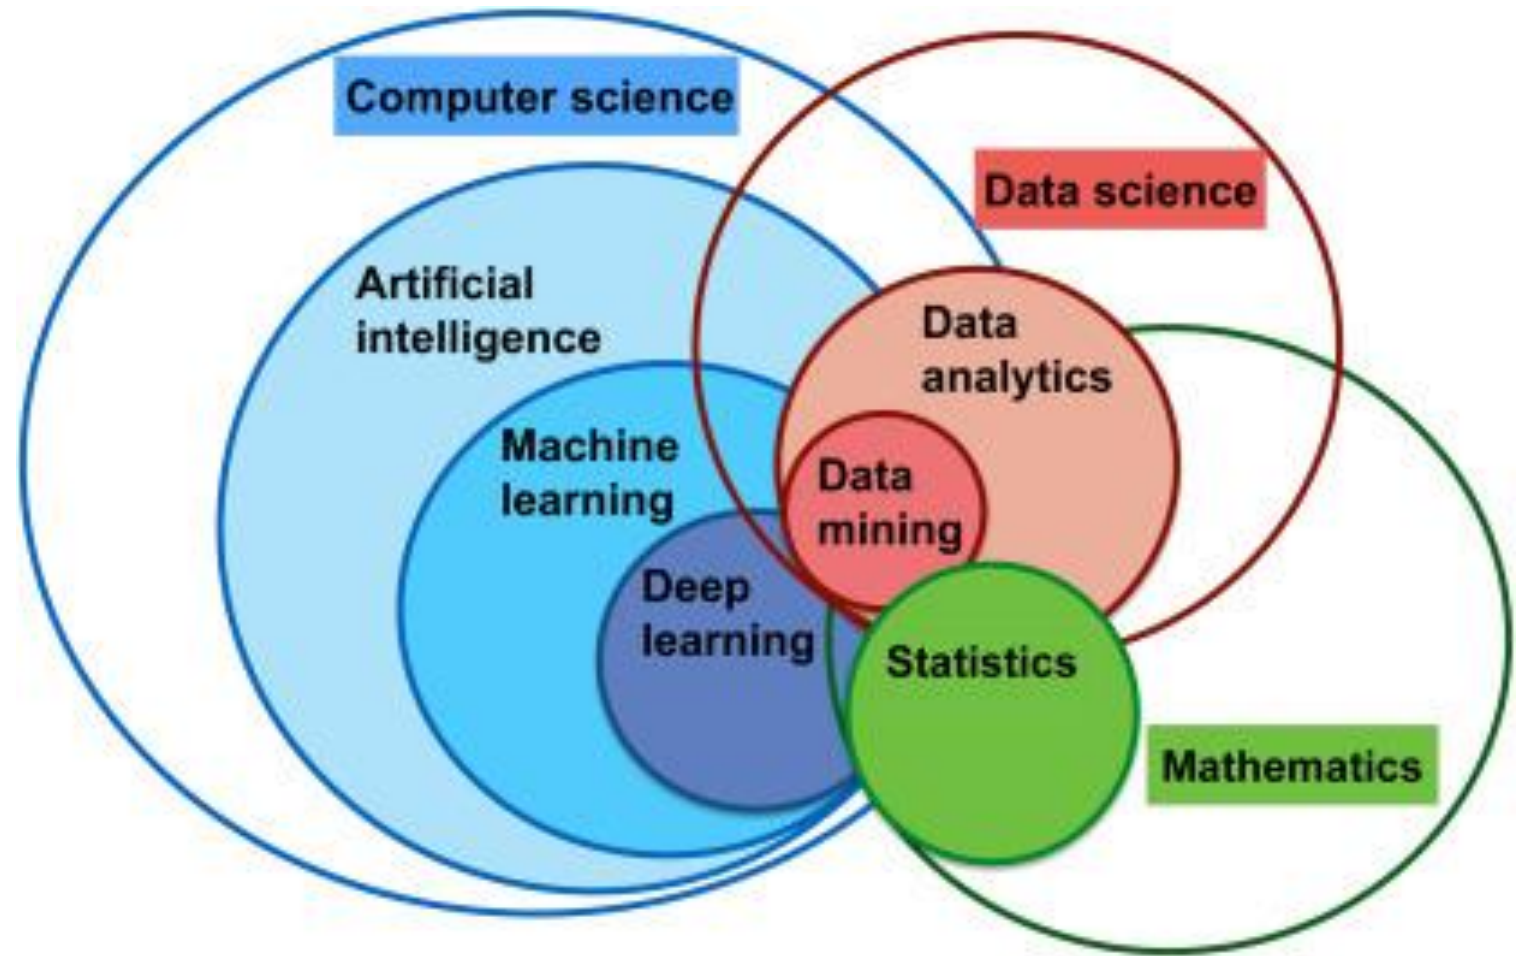 Computer science
Data science
Artificial
intelligence
Data
analytics
Machine
learning
Data
mining
Deep
learning
Statistics
Mathematics